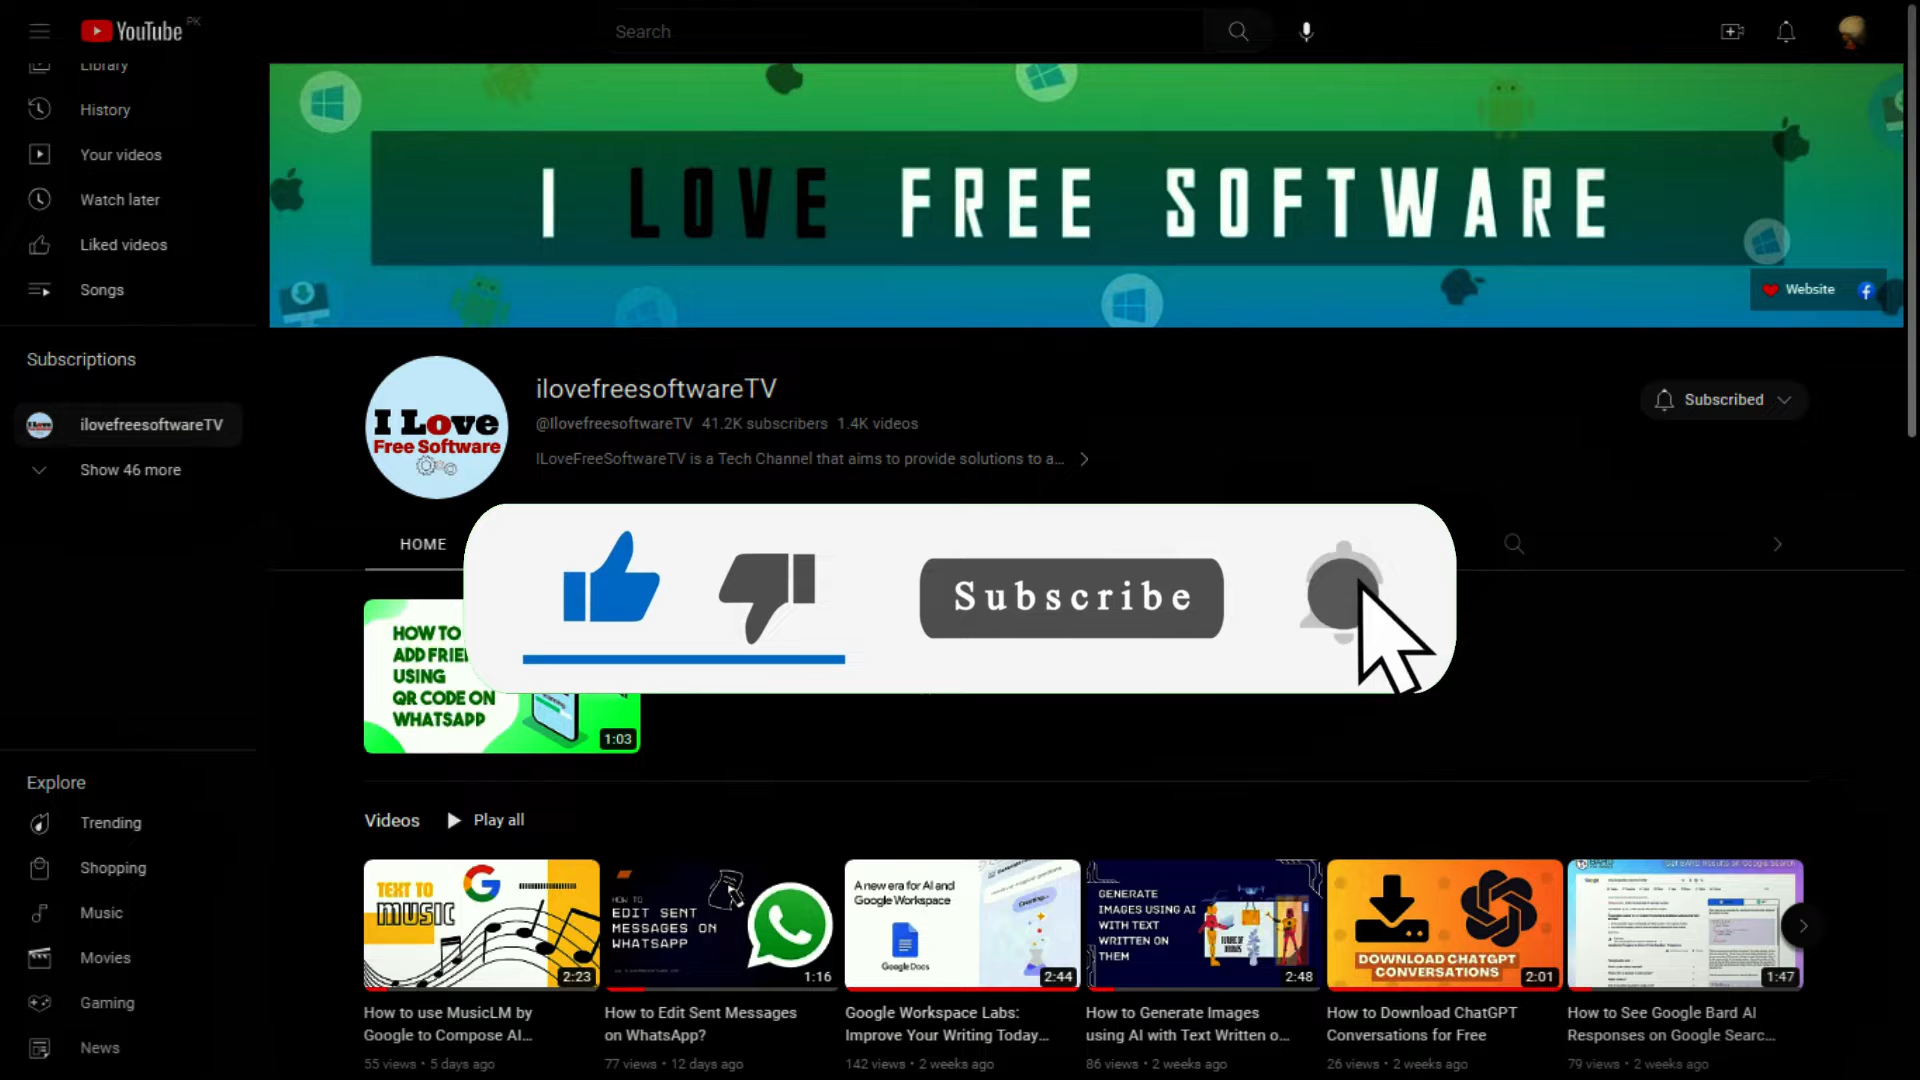 YouTube PK
Search
Library
History
Your videos
Watch later
Liked videos
Songs
Subscriptions
ilovefreesoftwareTV
Show 46 more
Explore
Trending
Shopping
Music
Movies
Gaming
News
I LOVE FREE SOFTWARE
Website
I Love
Free Software
ilovefreesoftwareTV
@IlovefreesoftwareTV 41.2K subscribers 1.4K videos
ILoveFreeSoftwareTV is a Tech Channel that aims to provide solutions to a...
Subscribed
HOME
Subscribe
HOW TO
ADD
USING
QR CODE ON
WHATSAPP
1:03
Videos Play all
TEXT TO
MUSIC
2:23
How to use MusicLM by
Google to Compose AI...
55 views • 5 days ago
HOW TO
EDIT SENT
MESSAGES ON
WHATSAPP
1:16
How to Edit Sent Messages
on WhatsApp?
77 views • 12 days ago
A new era for AI and
Google Workspace
Google Docs
2:44
Google Workspace Labs:
Improve Your Writing Today...
142 views • 2 weeks ago
GENERATE
IMAGES USING AI
WITH TEXT
WRITTEN ON
THEM
2:48
How to Generate Images
using AI with Text Written o...
86 views • 2 weeks ago
DOWNLOAD CHATGPT
CONVERSATIONS
2:01
How to Download ChatGPT
Conversations for Free
26 views • 2 weeks ago
1:47
How to See Google Bard AI
Responses on Google Searc...
79 views • 2 weeks ago